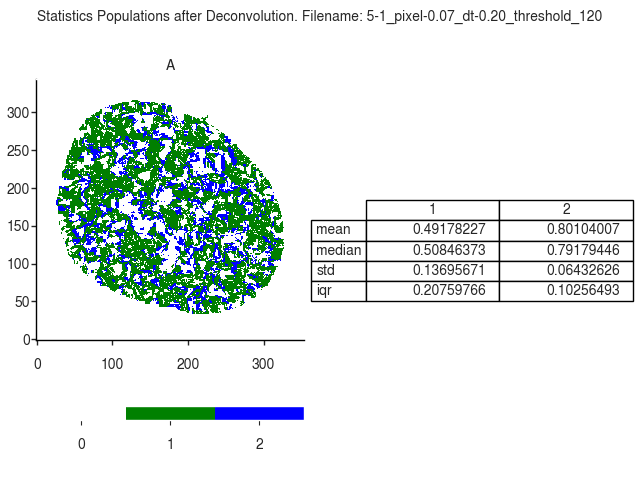 Statistics Populations after Deconvolution. Filename: 5-1_pixel-0.07_dt-0.20_threshold_120
A
300
250
200
150
100
50
0
0 100 200 300
1 2
mean 0.49178227 0.80104007
median 0.50846373 0.79179446
std 0.13695671 0.06432626
iqr 0.20759766 0.10256493
0 1 2